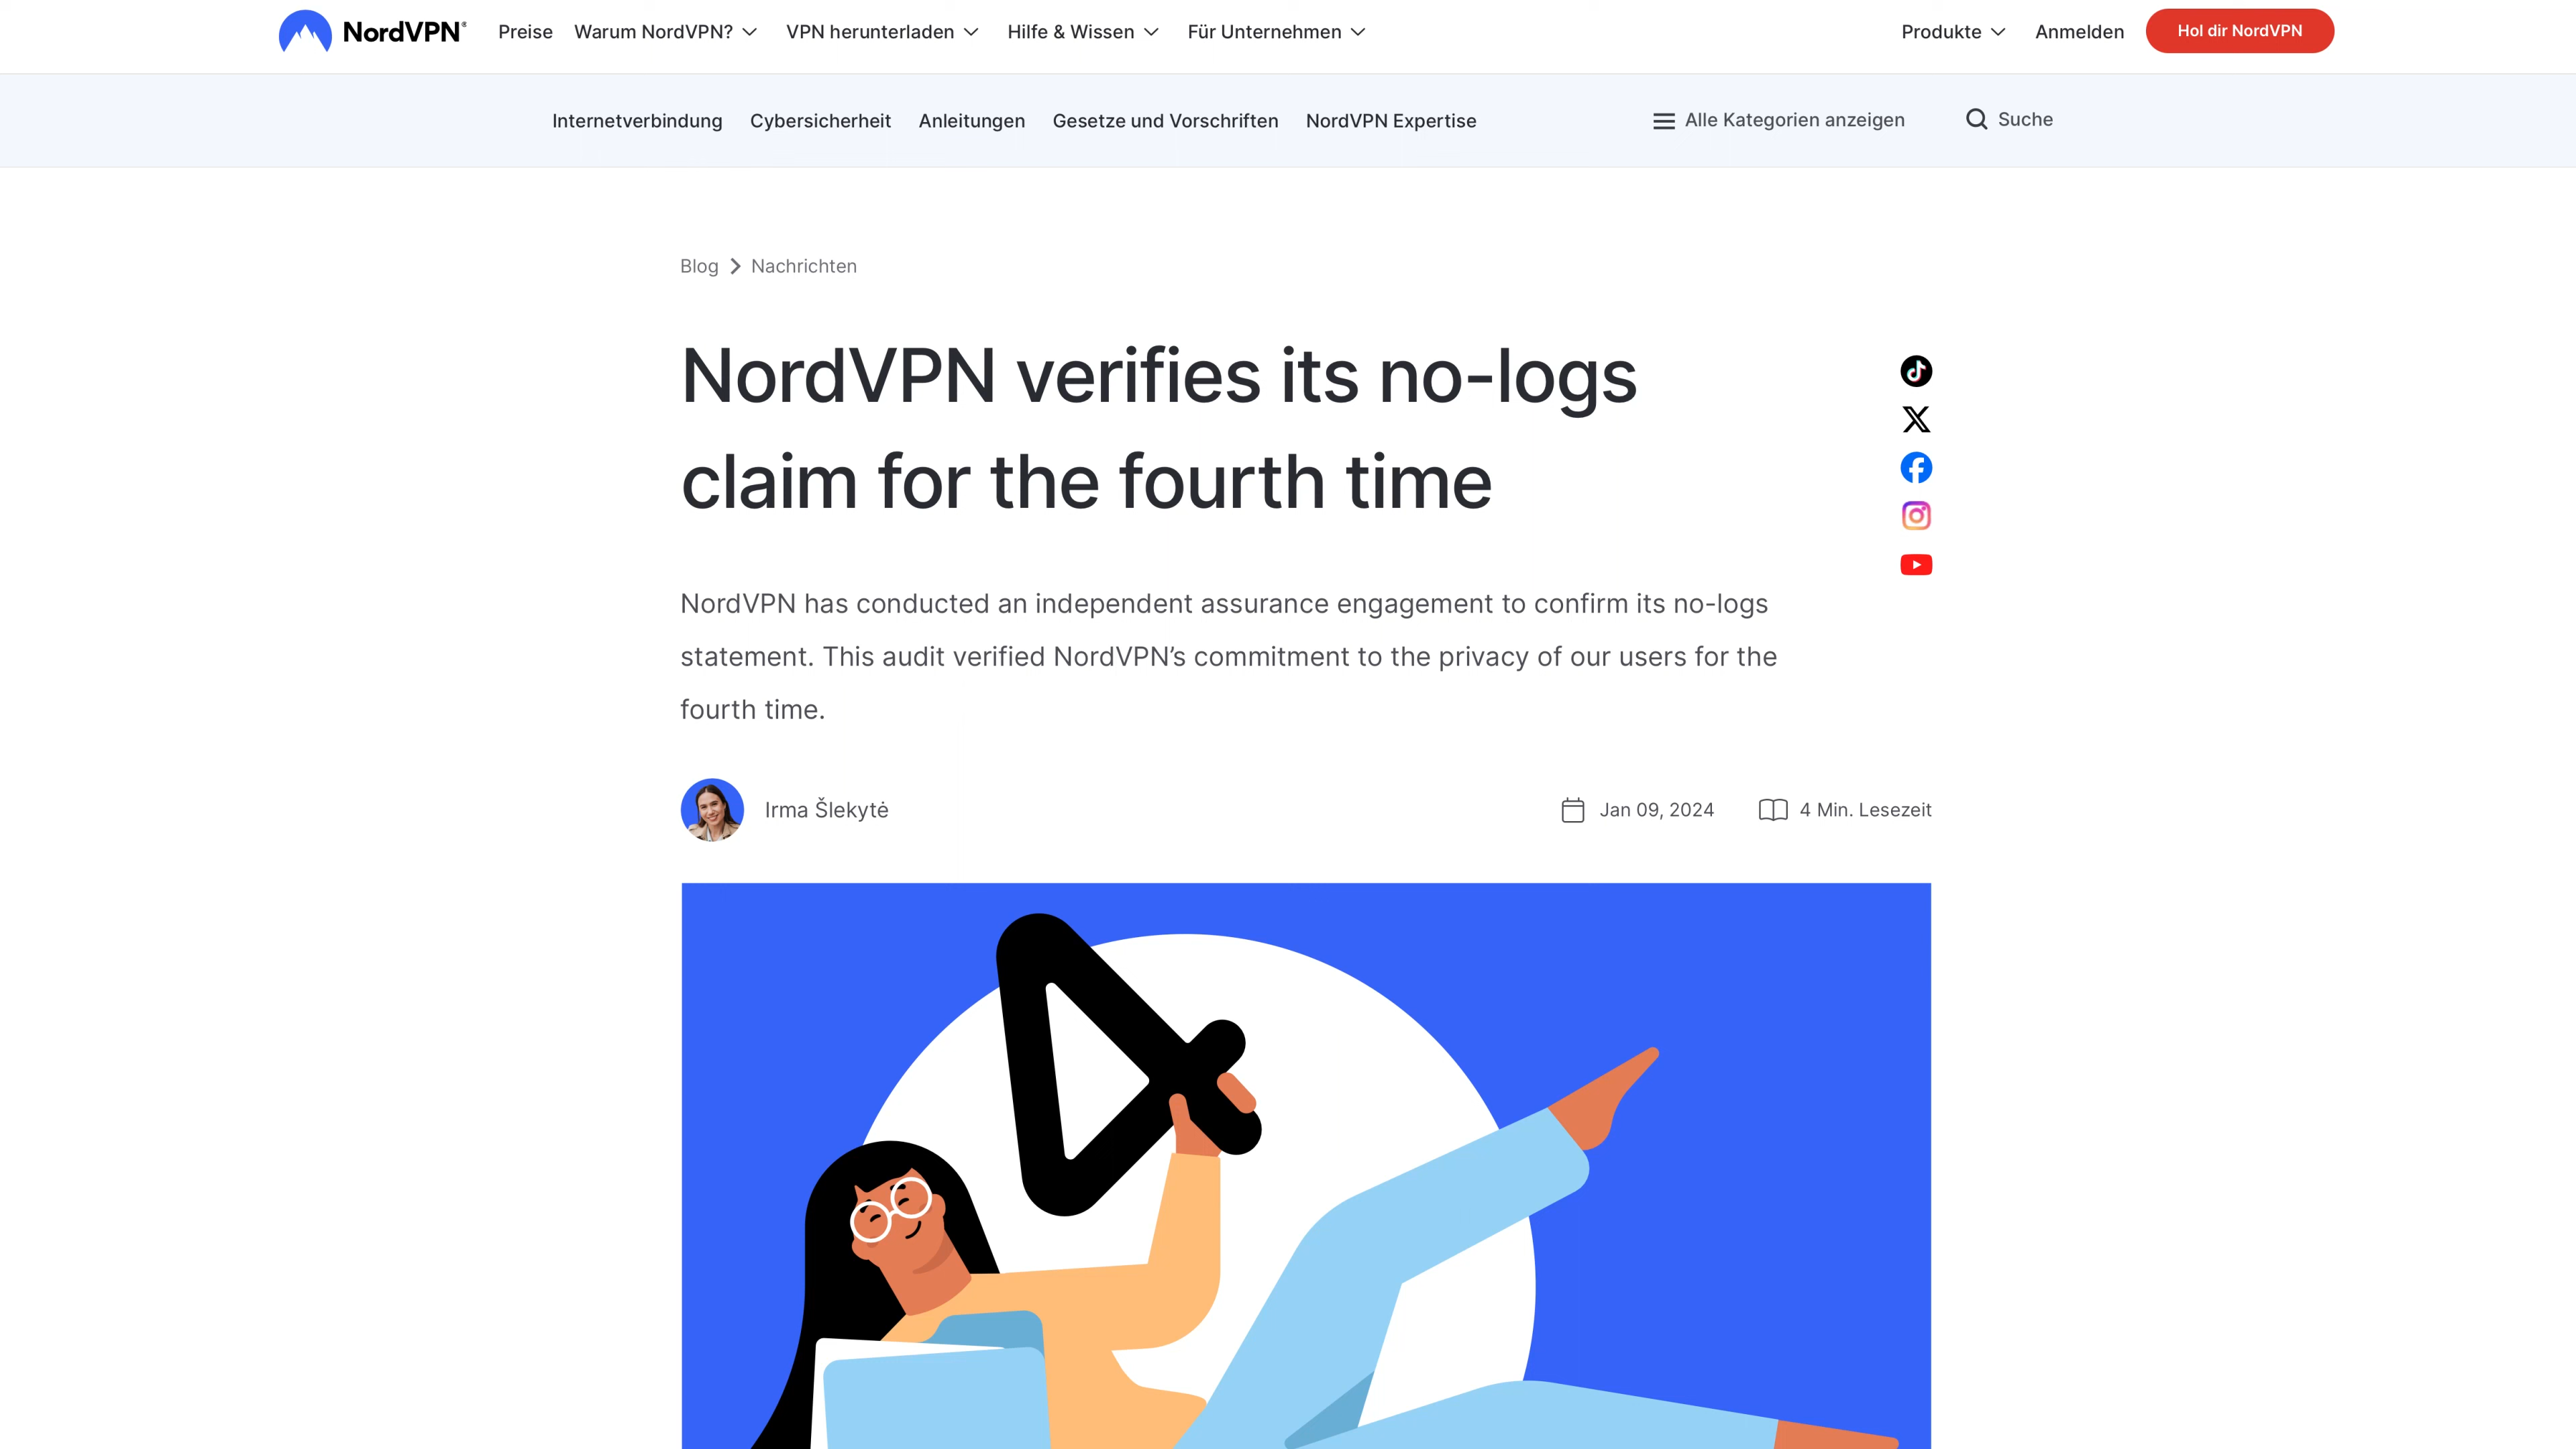 NordVPN®
Preise Warum NordVPN? VPN herunterladen Hilfe & Wissen Für Unternehmen Produkte Anmelden Hol dir NordVPN
Internetverbindung Cybersicherheit Anleitungen Gesetze und Vorschriften NordVPN Expertise Alle Kategorien anzeigen Suche
Blog Nachrichten
NordVPN verifies its no-logs
claim for the fourth time
NordVPN has conducted an independent assurance engagement to confirm its no-logs
statement. This audit verified NordVPN’s commitment to the privacy of our users for the
fourth time.
Irma Šlekytė Jan 09, 2024 4 Min. Lesezeit
4